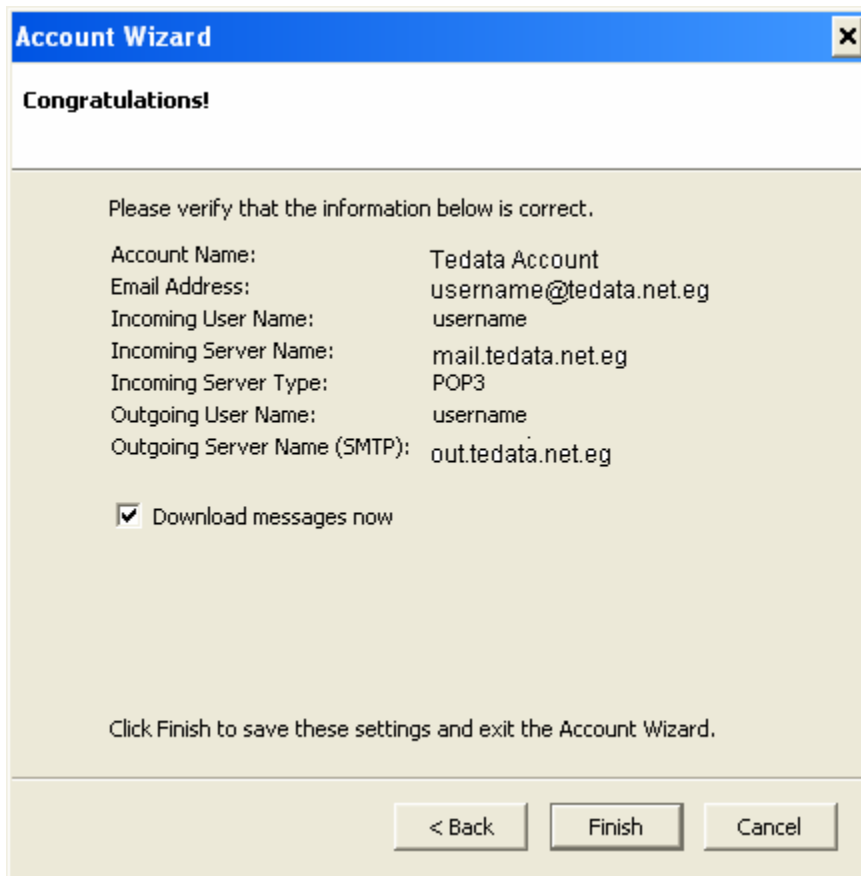 Account Wizard
Congratulations!
Please verify that the information below is correct.
Account Name: Tedata Account
Email Address: username@tedata.net.eg
Incoming User Name: username
Incoming Server Name: mail.tedata.net.eg
Incoming Server Type: POP3
Outgoing User Name: username
Outgoing Server Name (SMTP): out.tedata.net.eg
Download messages now
Click Finish to save these settings and exit the Account Wizard.
< Back Finish Cancel